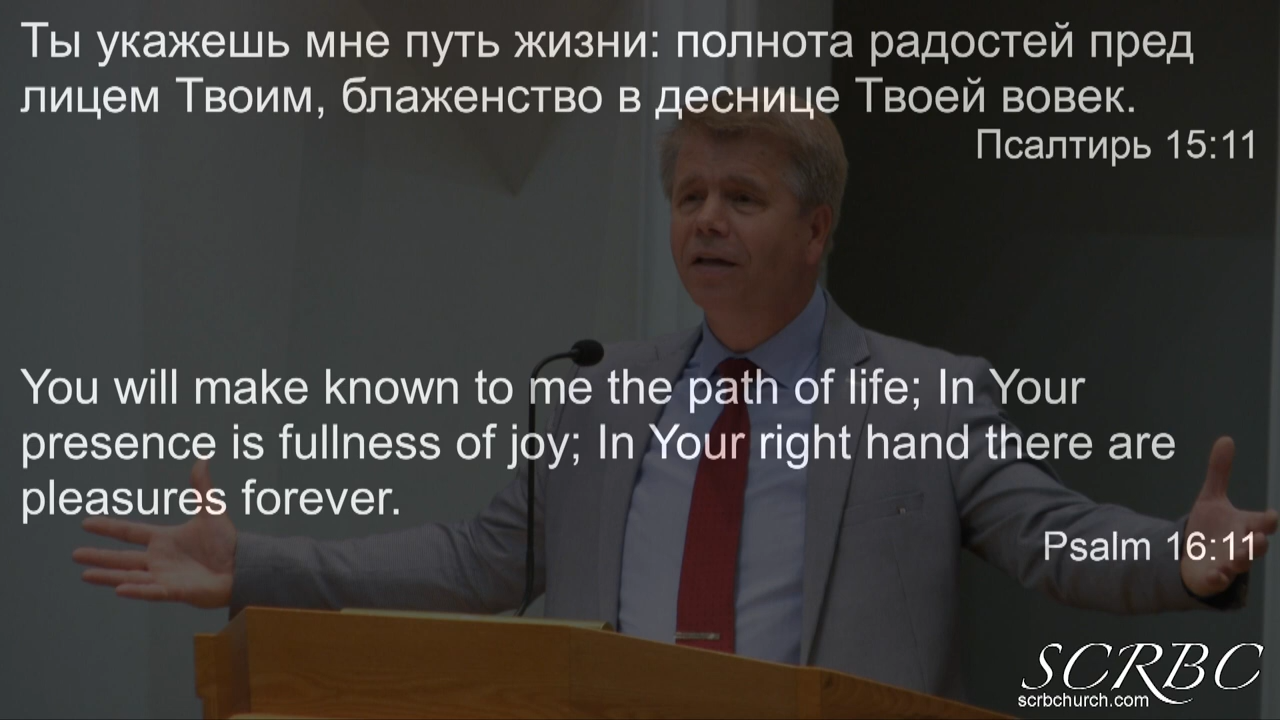 Ты укажешь мне путь жизни: полнота радостей пред
лицем Твоим, блаженство в деснице Твоей вовек.
Псалтирь 15:11
You will make known to me the path of life; In Your
presence is fullness of joy; In Your right hand there are
pleasures forever.
Psalm 16:11
SCRBC
scrbchurch.com